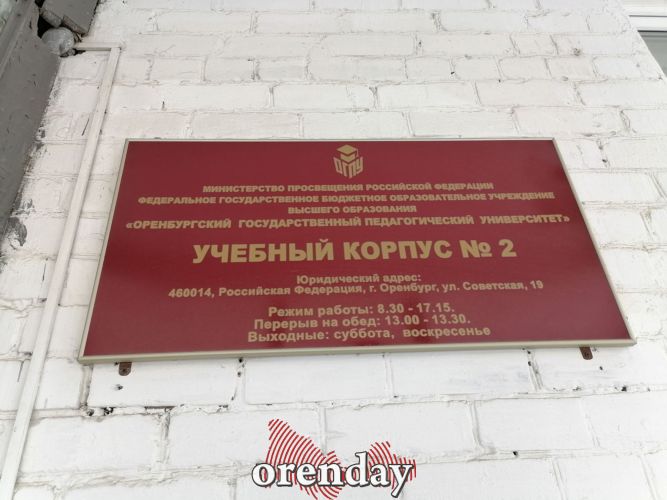 ОГПУ
МИНИСТЕРСТВО ПРОСВЕЩЕНИЯ РОССИЙСКОЙ ФЕДЕРАЦИИ
ФЕДЕРАЛЬНОЕ ГОСУДАРСТВЕННОЕ БЮДЖЕТНОЕ ОБРАЗОВАТЕЛЬНОЕ УЧРЕЖДЕНИЕ
ВЫСШЕГО ОБРАЗОВАНИЯ
«ОРЕНБУРГСКИЙ ГОСУДАРСТВЕННЫЙ ПЕДАГОГИЧЕСКИЙ УНИВЕРСИТЕТ»
УЧЕБНЫЙ КОРПУС № 2
Юридический адрес:
460014, Российская Федерация, г. Оренбург, ул. Советская, 19
Режим работы: 8.30 - 17.15.
Перерыв на обед: 13.00 - 13.30.
Выходные: суббота, воскресенье
orenday